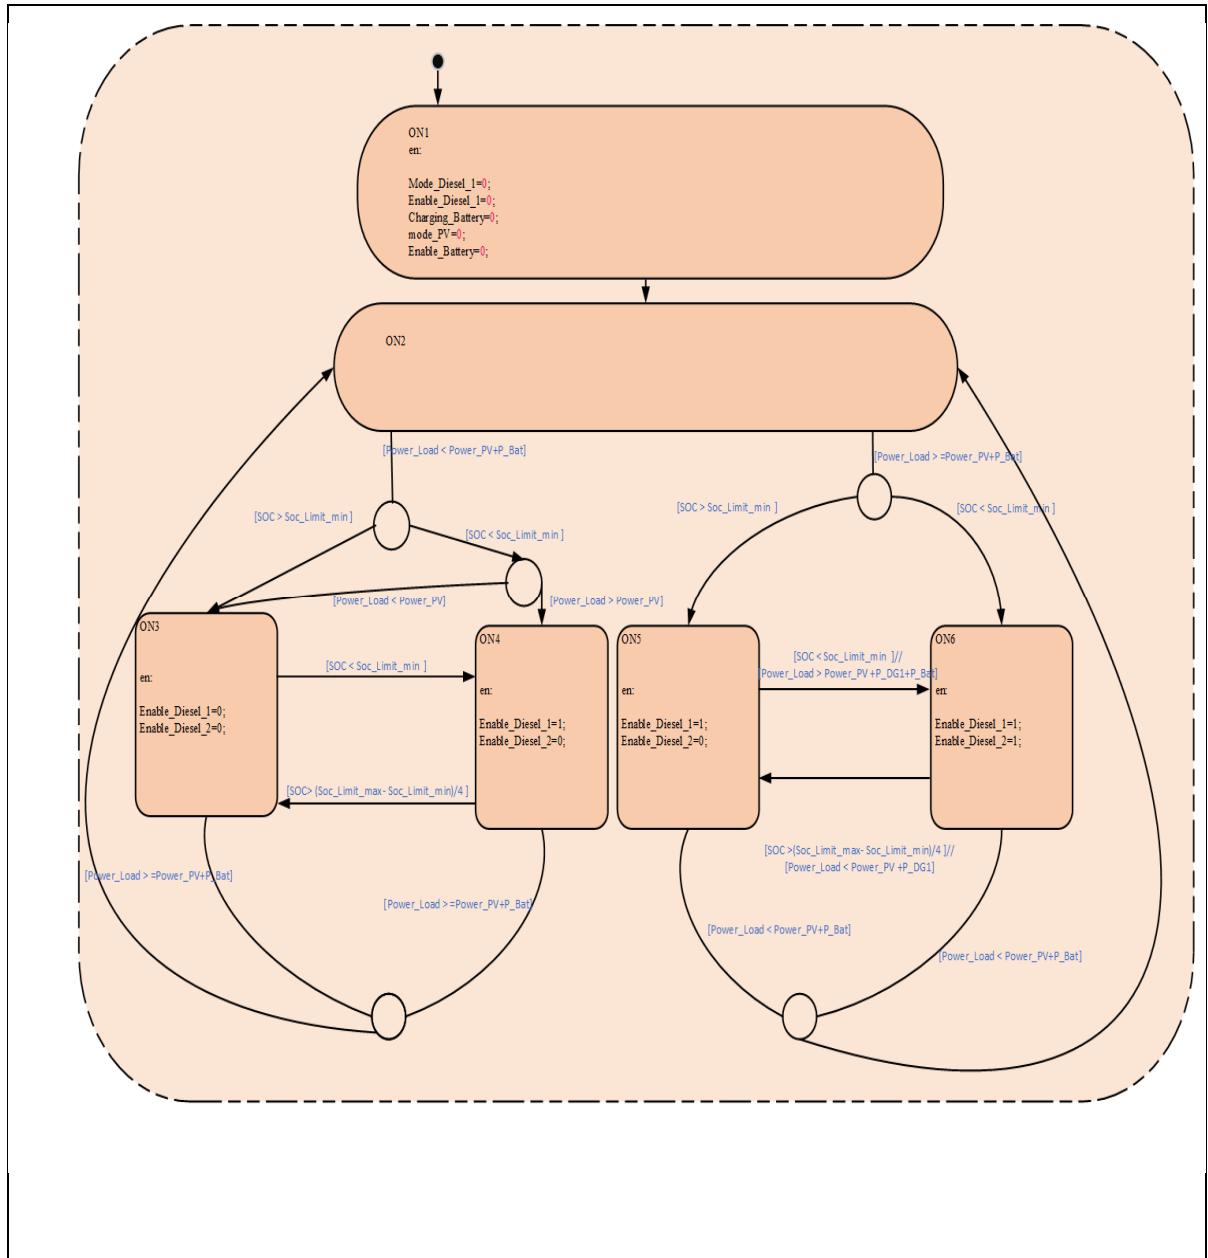 ON1
en:
Mode_Diesel_1=0;
Enable_Diesel_1=0;
Charging_Battery=0;
mode_PV=0;
Enable_Battery=0;
ON2
[Power_Load < Power_PV+P_Bat]
[Power_Load > =Power_PV+P_Bat]
[SOC > Soc_Limit_min ]
[SOC < Soc_Limit_min ]
[SOC > Soc_Limit_min ]
[SOC < Soc_Limit_min ]
[Power_Load < Power_PV]
[Power_Load > Power_PV]
ON3
en:
Enable_Diesel_1=0;
Enable_Diesel_2=0;
[SOC < Soc_Limit_min ]
[SOC> (Soc_Limit_max- Soc_Limit_min)/4 ]
ON4
en:
Enable_Diesel_1=1;
Enable_Diesel_2=0;
ON5
en:
Enable_Diesel_1=1;
Enable_Diesel_2=0;
[SOC < Soc_Limit_min ]//
[Power_Load > Power_PV +P_DG1+P_Bat]
ON6
en:
Enable_Diesel_1=1;
Enable_Diesel_2=1;
[SOC >(Soc_Limit_max- Soc_Limit_min)/4 ]//
[Power_Load < Power_PV +P_DG1]
[Power_Load > =Power_PV+P_Bat]
[Power_Load > =Power_PV+P_Bat]
[Power_Load < Power_PV+P_Bat]
[Power_Load < Power_PV+P_Bat]